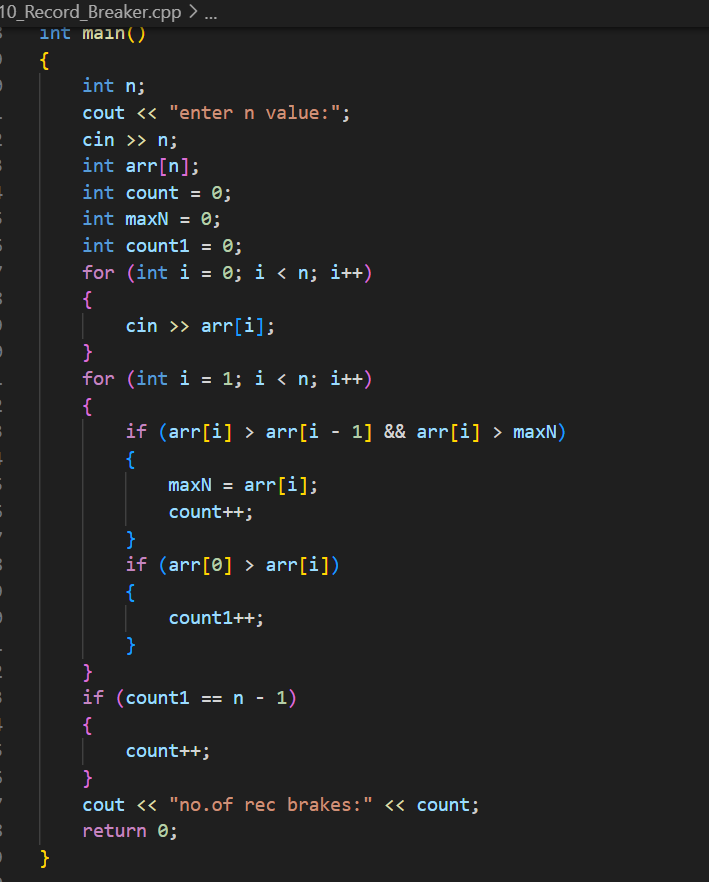 10_Record_Breaker.cpp > ...
int main()
{
    int n;
    cout << "enter n value:";
    cin >> n;
    int arr[n];
    int count = 0;
    int maxN = 0;
    int count1 = 0;
    for (int i = 0; i < n; i++)
    {
        cin >> arr[i];
    }
    for (int i = 1; i < n; i++)
    {
        if (arr[i] > arr[i - 1] && arr[i] > maxN)
        {
            maxN = arr[i];
            count++;
        }
        if (arr[0] > arr[i])
        {
            count1++;
        }
    }
    if (count1 == n - 1)
    {
        count++;
    }
    cout << "no.of rec brakes:" << count;
    return 0;
}